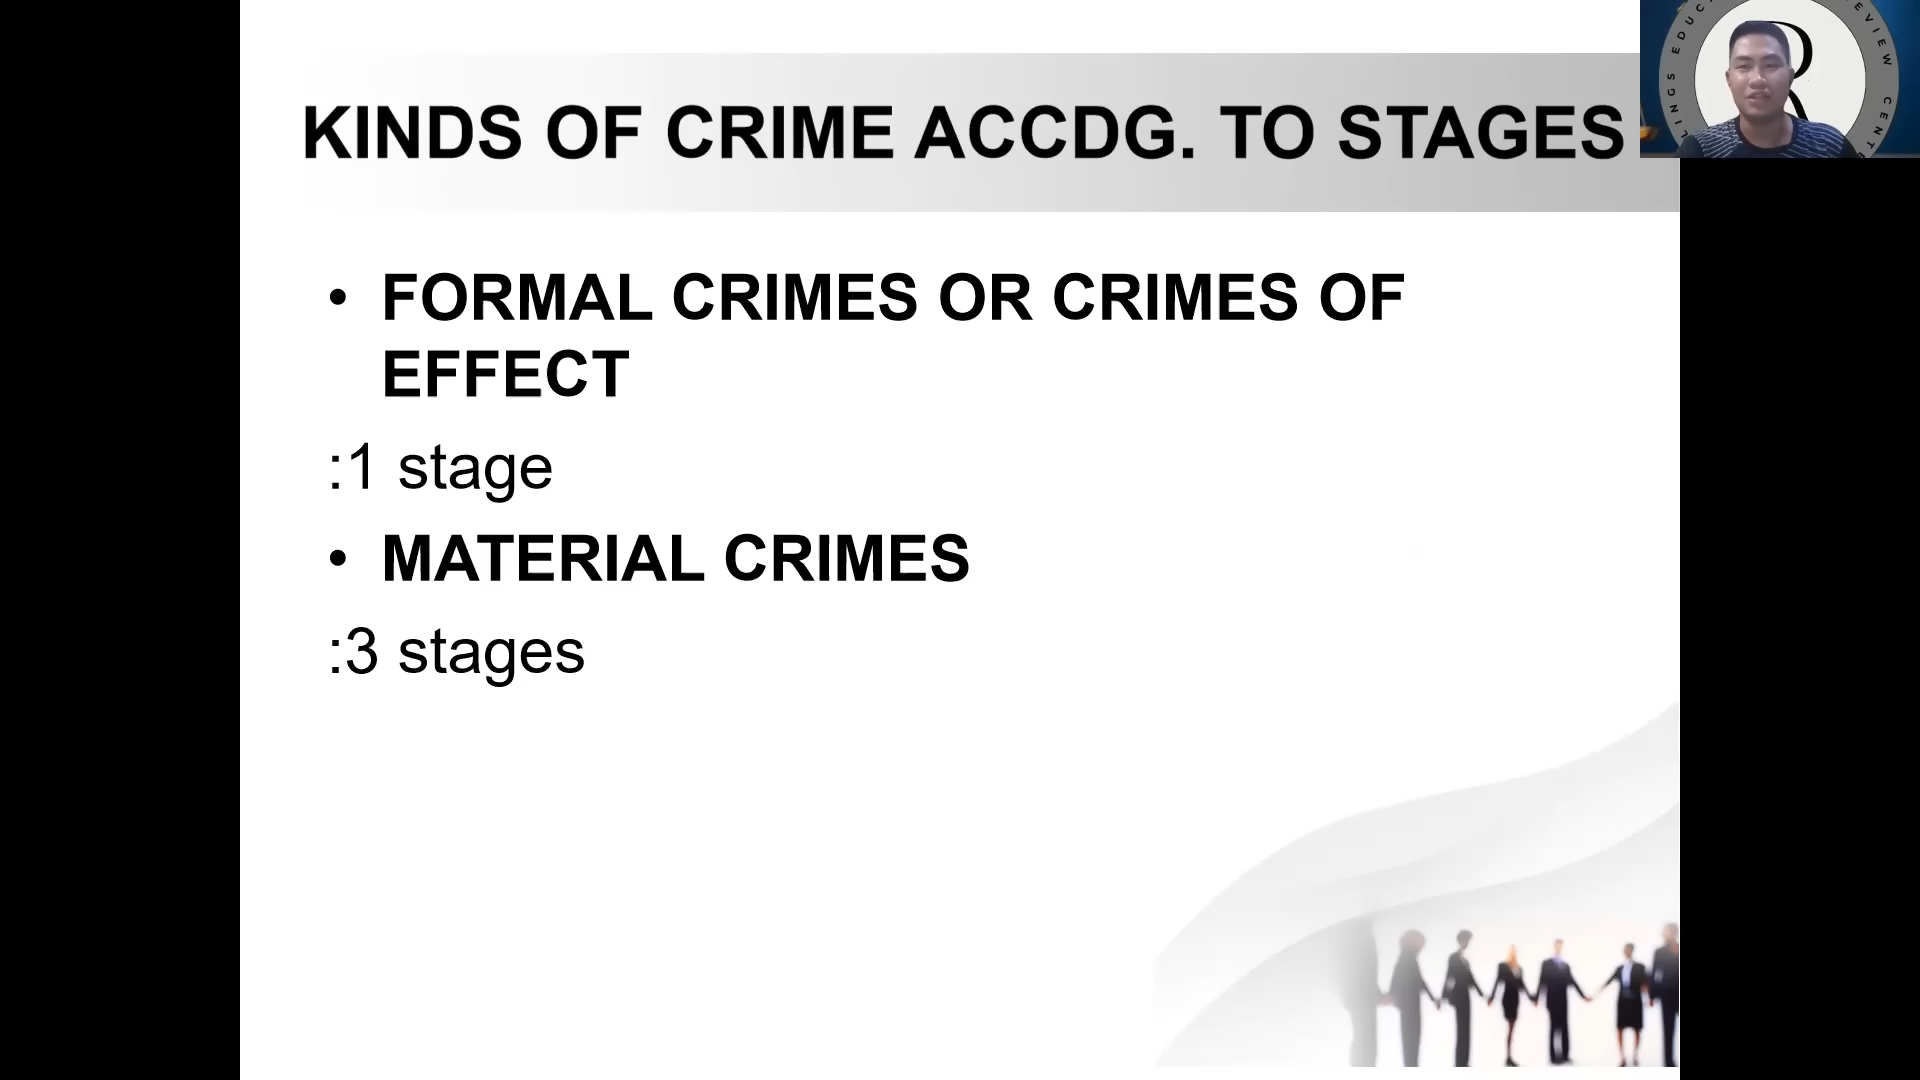 KINDS OF CRIME ACCDG. TO STAGES
• FORMAL CRIMES OR CRIMES OF
EFFECT
:1 stage
• MATERIAL CRIMES
:3 stages
R